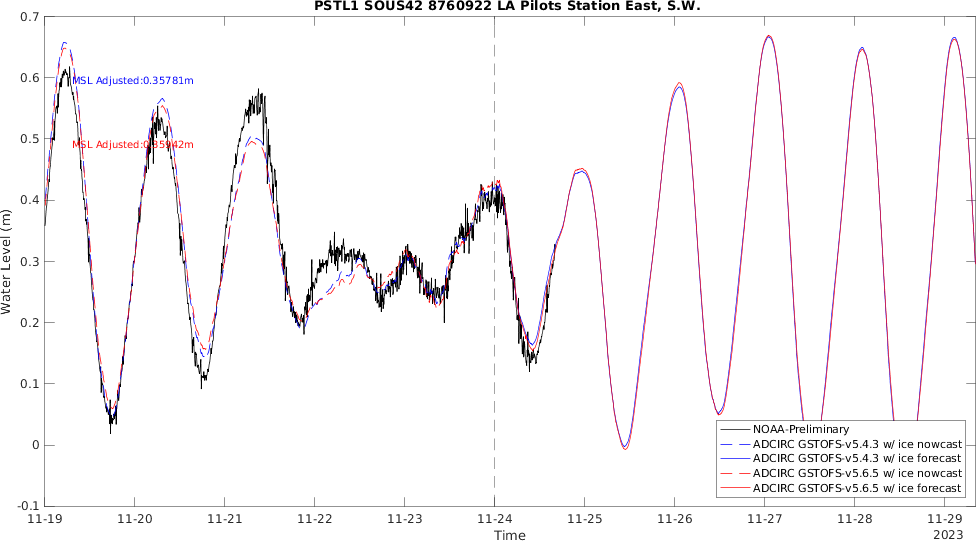 PSTL1 SOUS42 8760922 LA Pilots Station East, S.W.
0.7
0.6
0.5
0.4
0.3
0.2
0.1
0
-0.1
Water Level (m)
MSL Adjusted:0.35781m
MSL Adjusted:0.35942m
NOAA-Preliminary
ADCIRC GSTOFS-v5.4.3 w/ ice nowcast
ADCIRC GSTOFS-v5.4.3 w/ ice forecast
ADCIRC GSTOFS-v5.6.5 w/ ice nowcast
ADCIRC GSTOFS-v5.6.5 w/ ice forecast
11-19 11-20 11-21 11-22 11-23 11-24 11-25 11-26 11-27 11-28 11-29
2023
Time